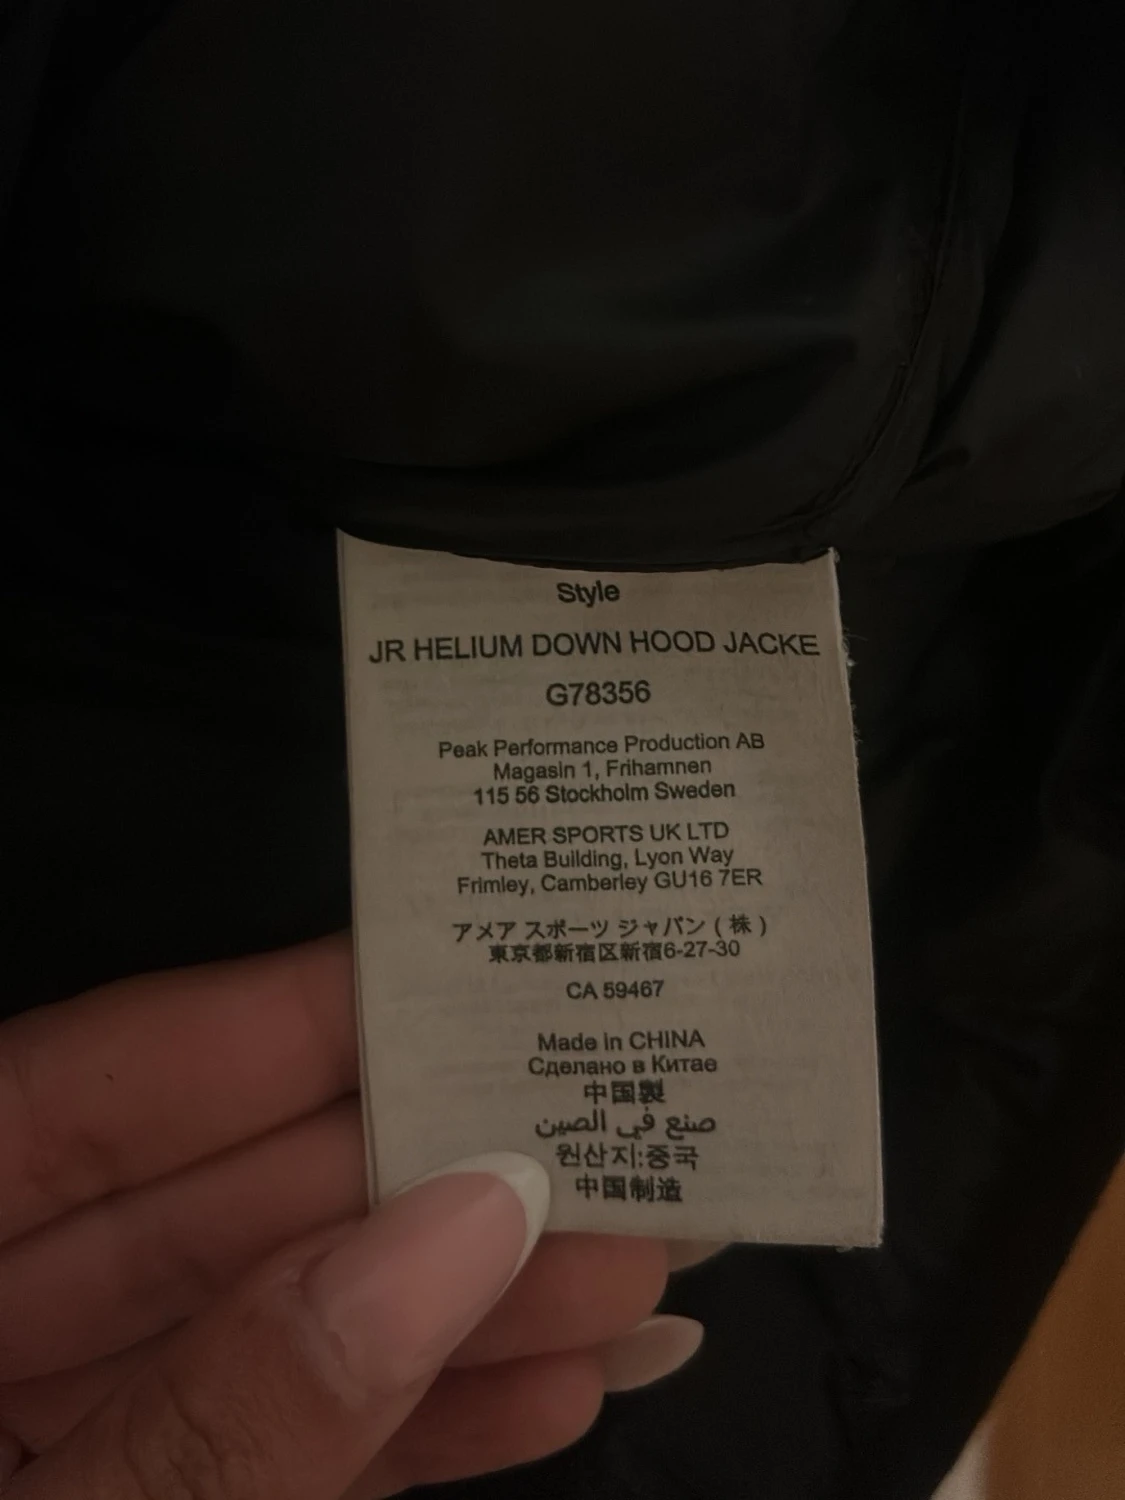 Style
JR HELIUM DOWN HOOD JACKE
G78356
Peak Performance Production AB
Magasin 1, Frihamnen
115 56 Stockholm Sweden
AMER SPORTS UK LTD
Theta Building, Lyon Way
Frimley, Camberley GU16 7ER
アメア スポーツ ジャパン ( 株 )
東京都新宿区新宿6-27-30
CA 59467
Made in CHINA
Сделано в Китае
中国製
صنع في الصين
원산지:중국
中国制造